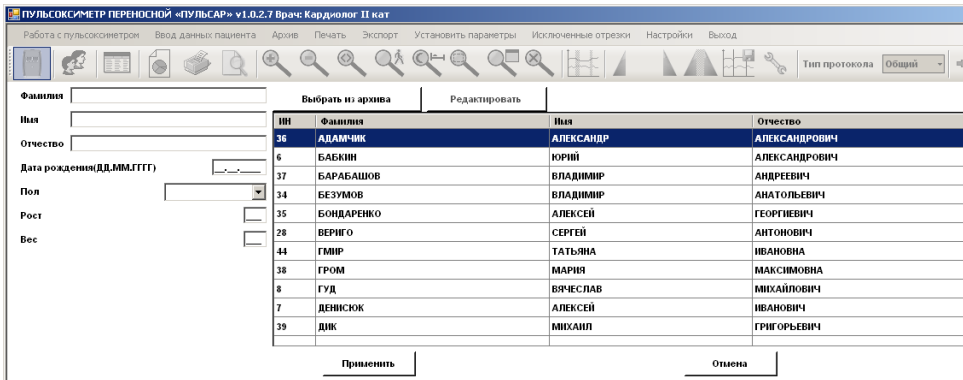 ПУЛЬСОКСИМЕТР ПЕРЕНОСНОЙ «ПУЛЬСАР» v1.0.2.7 Врач: Кардиолог II кат
Работа с пульсоксиметром Ввод данных пациента Архив Печать Экспорт Установить параметры Исключенные отрезки Настройки Выход
Тип протокола Общий
Фамилия
Имя
Отчество
Дата рождения(ДД.ММ.ГГГГ) __.__.____
Пол
Рост
Вес
Выбрать из архива Редактировать
ИН Фамилия Имя Отчество
36 АДАМЧИК АЛЕКСАНДР АЛЕКСАНДРОВИЧ
6 БАБКИН ЮРИЙ АЛЕКСАНДРОВИЧ
37 БАРАБАШОВ ВЛАДИМИР АНДРЕЕВИЧ
34 БЕЗУМОВ ВЛАДИМИР АНАТОЛЬЕВИЧ
35 БОНДАРЕНКО АЛЕКСЕЙ ГЕОРГИЕВИЧ
28 ВЕРИГО СЕРГЕЙ АНТОНОВИЧ
44 ГМИР ТАТЬЯНА ИВАНОВНА
38 ГРОМ МАРИЯ МАКСИМОВНА
8 ГУД ВЯЧЕСЛАВ МИХАЙЛОВИЧ
7 ДЕНИСЮК АЛЕКСЕЙ ИВАНОВИЧ
39 ДИК МИХАИЛ ГРИГОРЬЕВИЧ
Применить Отмена